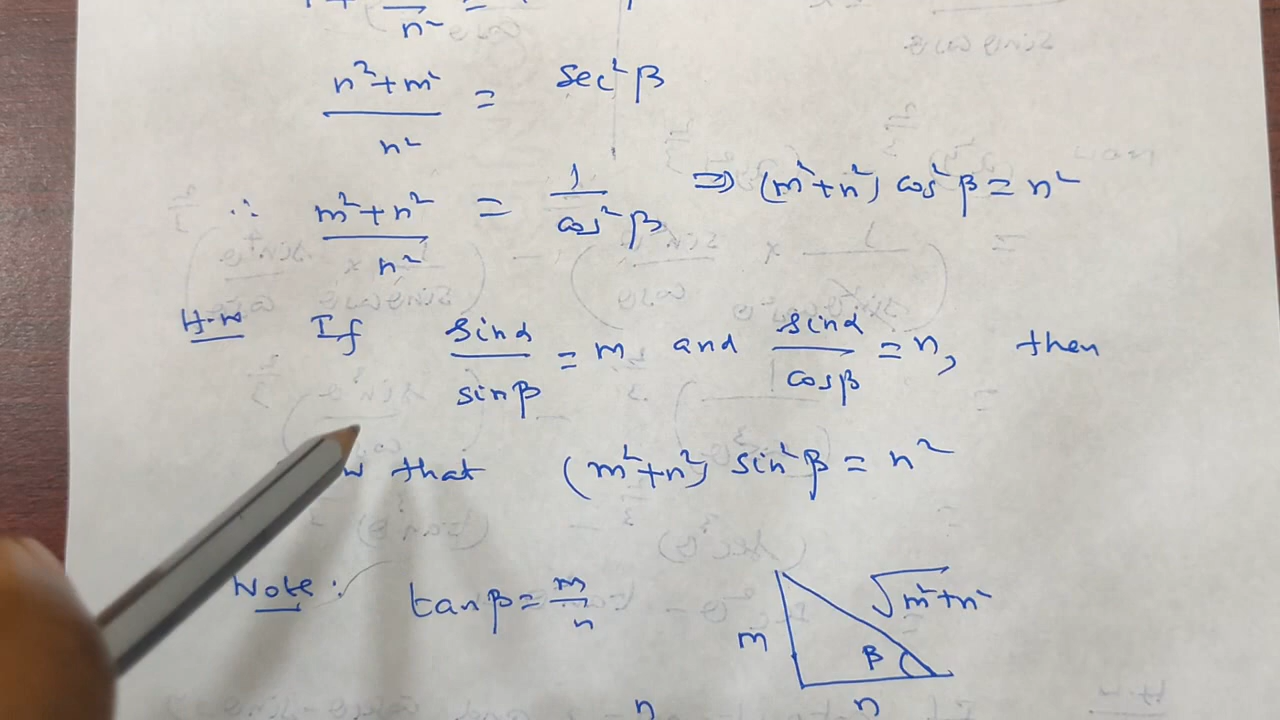 n²+m² / n² = sec²β
∴ m²+n² / n² = 1 / cos²β ⇒ (m²+n²) cos²β = n²
H.W If sinα / sinβ = m and sinα / cosβ = n, then
that (m²+n²) sin²β = n²
Note: tanβ = m/n
√m²+n²
m
β
n n